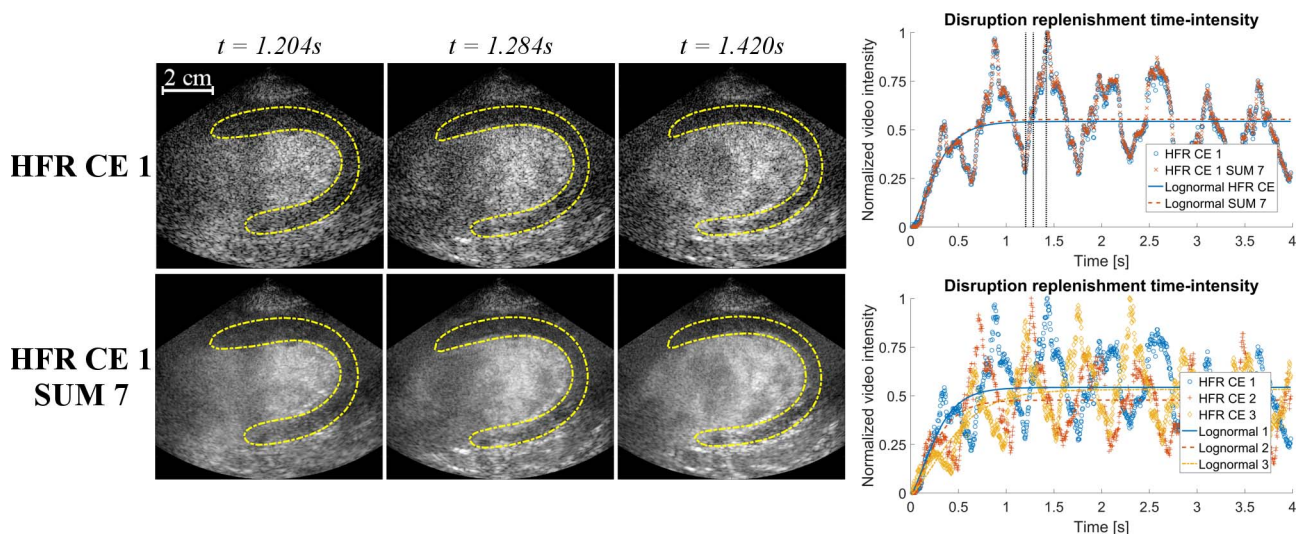 t = 1.204s
t = 1.284s
t = 1.420s
2 cm
HFR CE 1
HFR CE 1
SUM 7
Disruption replenishment time-intensity
Normalized video intensity
1
0.75
0.5
0.25
0
HFR CE 1
HFR CE 1 SUM 7
Lognormal HFR CE
Lognormal SUM 7
0 0.5 1 1.5 2 2.5 3 3.5 4
Time [s]
Disruption replenishment time-intensity
Normalized video intensity
1
0.75
0.5
0.25
0
HFR CE 1
HFR CE 2
HFR CE 3
Lognormal 1
Lognormal 2
Lognormal 3
0 0.5 1 1.5 2 2.5 3 3.5 4
Time [s]